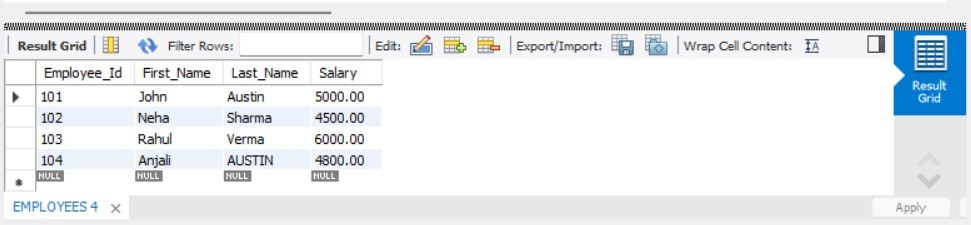 Result Grid Filter Rows: Edit: Export/Import: Wrap Cell Content: IA
Employee_Id First_Name Last_Name Salary
101 John Austin 5000.00
102 Neha Sharma 4500.00
103 Rahul Verma 6000.00
104 Anjali AUSTIN 4800.00
NULL NULL NULL NULL
Result
Grid
EMPLOYEES 4 Apply